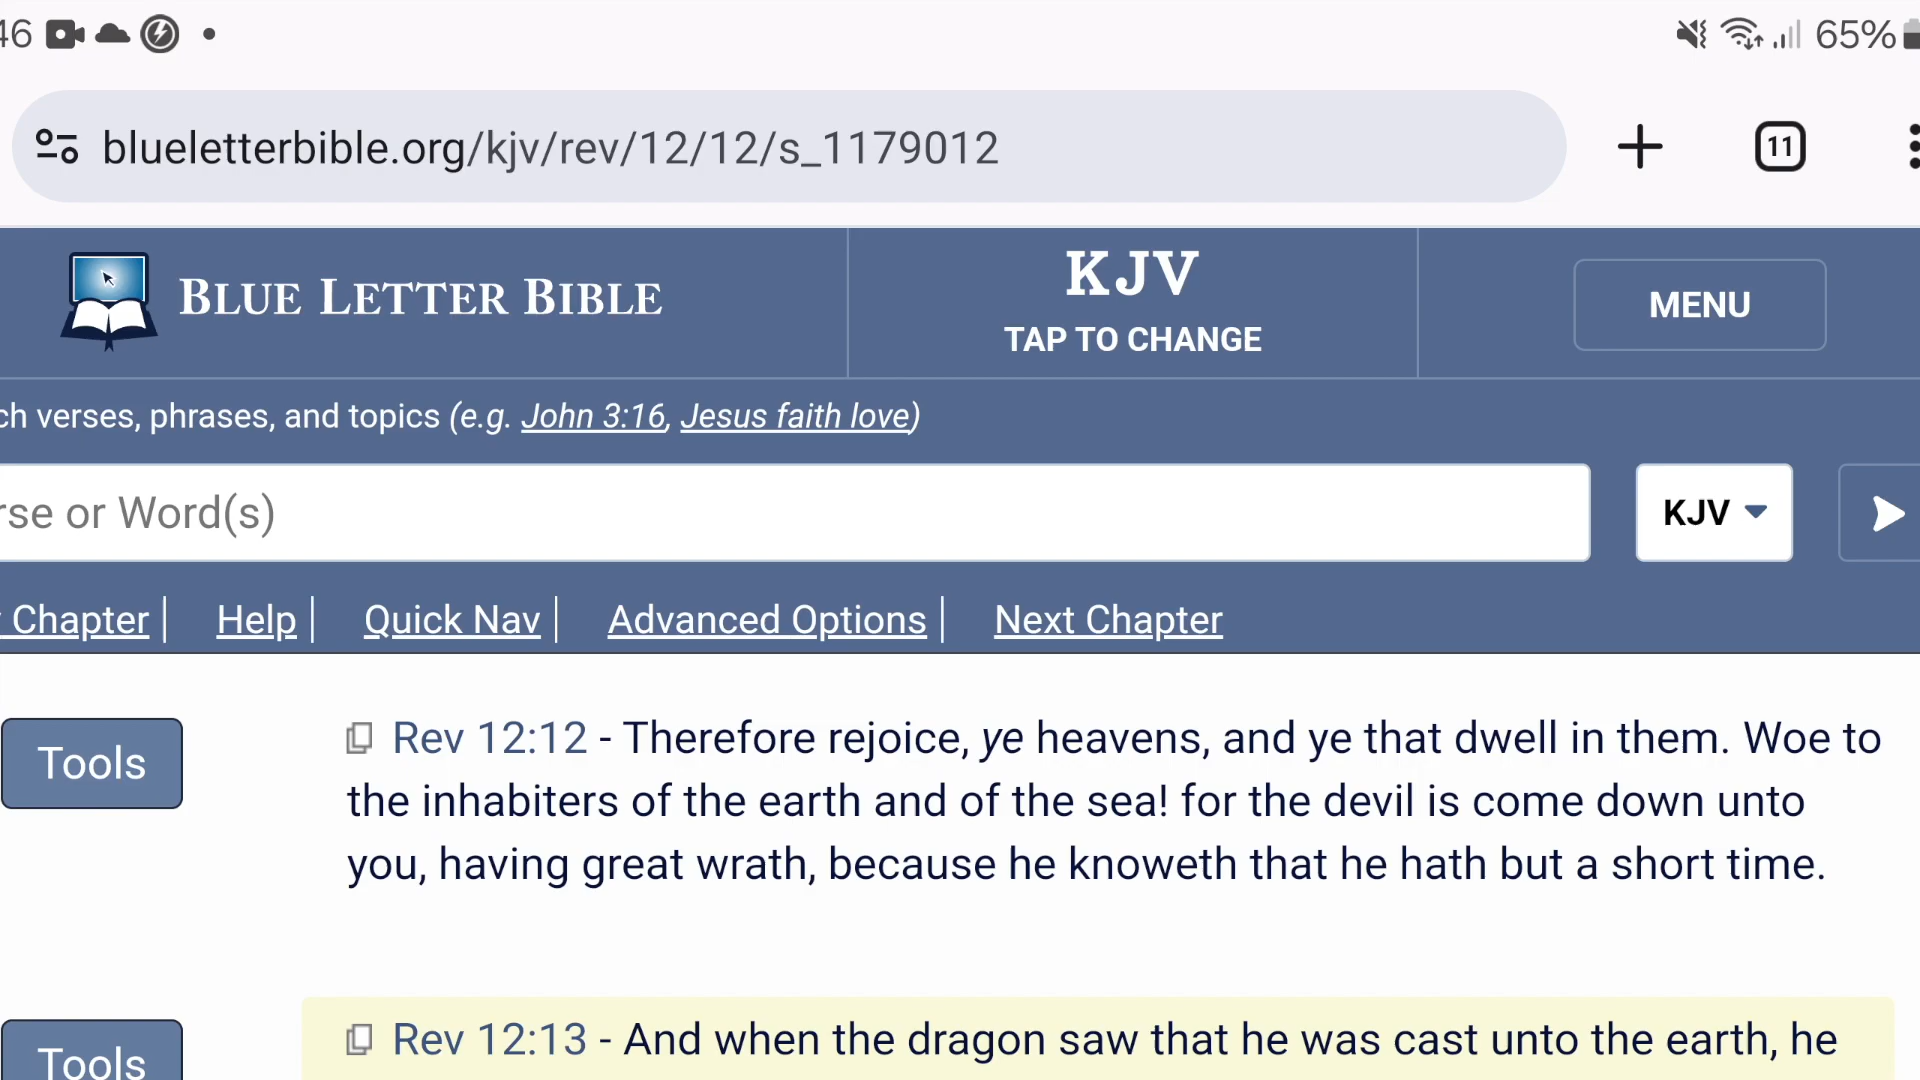 46 65%
blueletterbible.org/kjv/rev/12/12/s_1179012 11
BLUE LETTER BIBLE
KJV
TAP TO CHANGE
MENU
ch verses, phrases, and topics (e.g. John 3:16, Jesus faith love)
rse or Word(s) KJV
Chapter | Help | Quick Nav | Advanced Options | Next Chapter
Tools
Rev 12:12 - Therefore rejoice, ye heavens, and ye that dwell in them. Woe to
the inhabiters of the earth and of the sea! for the devil is come down unto
you, having great wrath, because he knoweth that he hath but a short time.
Tools
Rev 12:13 - And when the dragon saw that he was cast unto the earth, he